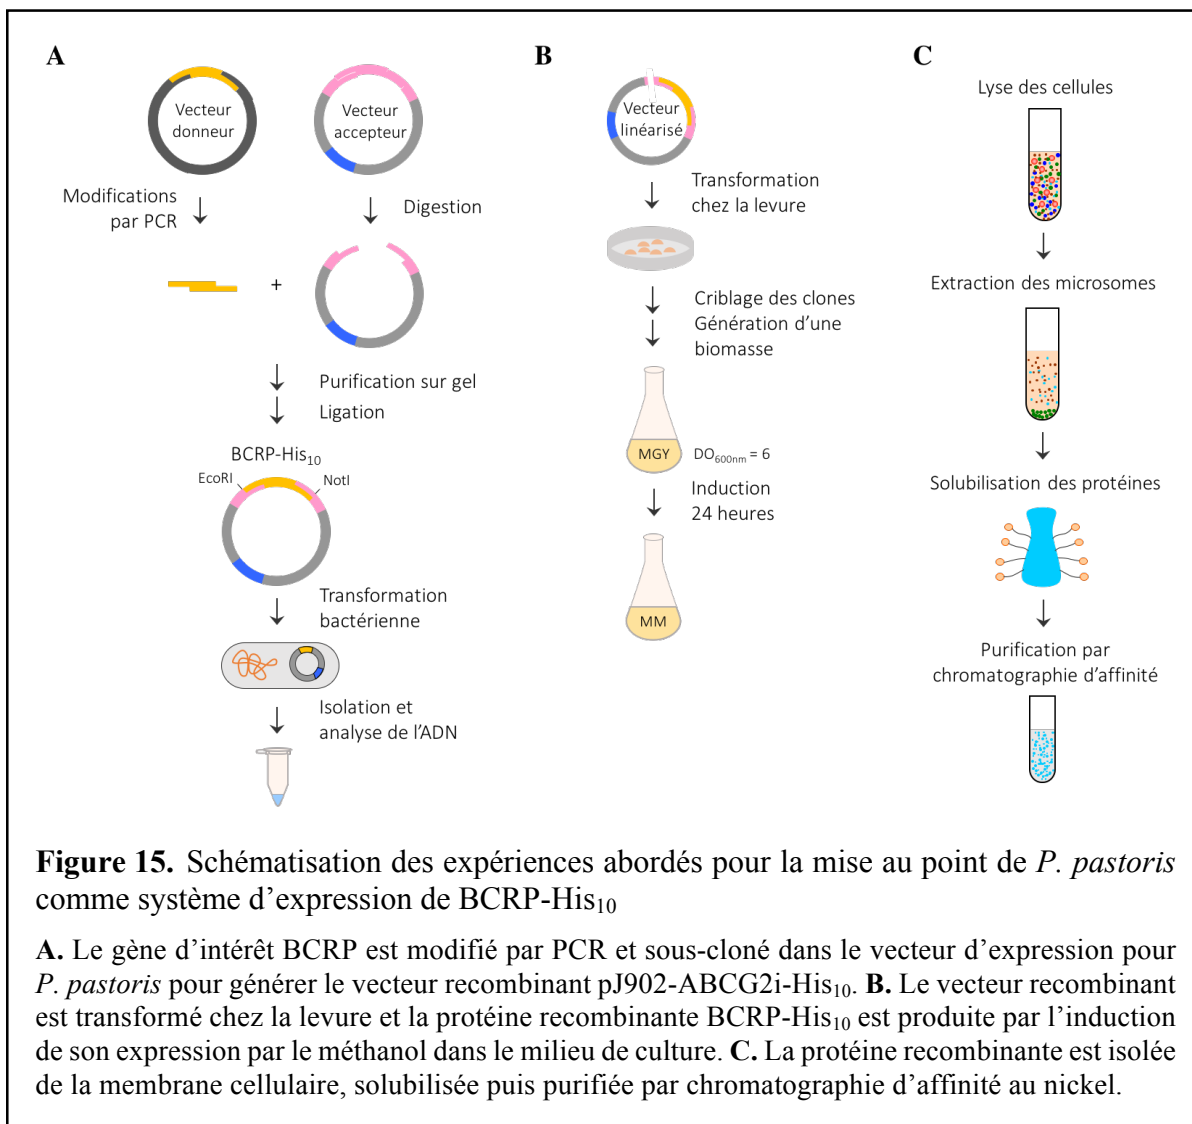 A
Vecteur
donneur
Vecteur
accepteur
Modifications
par PCR
Digestion
+
Purification sur gel
Ligation
BCRP-His₁₀
EcoRI
NotI
Transformation
bactérienne
Isolation et
analyse de l'ADN
B
Vecteur
linéarisé
Transformation
chez la levure
Criblage des clones
Génération d'une
biomasse
MGY
DO₆₀₀ₙₘ = 6
Induction
24 heures
MM
C
Lyse des cellules
Extraction des microsomes
Solubilisation des protéines
Purification par
chromatographie d'affinité
Figure 15. Schématisation des expériences abordés pour la mise au point de P. pastoris
comme système d'expression de BCRP-His₁₀
A. Le gène d'intérêt BCRP est modifié par PCR et sous-cloné dans le vecteur d'expression pour
P. pastoris pour générer le vecteur recombinant pJ902-ABCG2i-His₁₀. B. Le vecteur recombinant
est transformé chez la levure et la protéine recombinante BCRP-His₁₀ est produite par l'induction
de son expression par le méthanol dans le milieu de culture. C. La protéine recombinante est isolée
de la membrane cellulaire, solubilisée puis purifiée par chromatographie d'affinité au nickel.